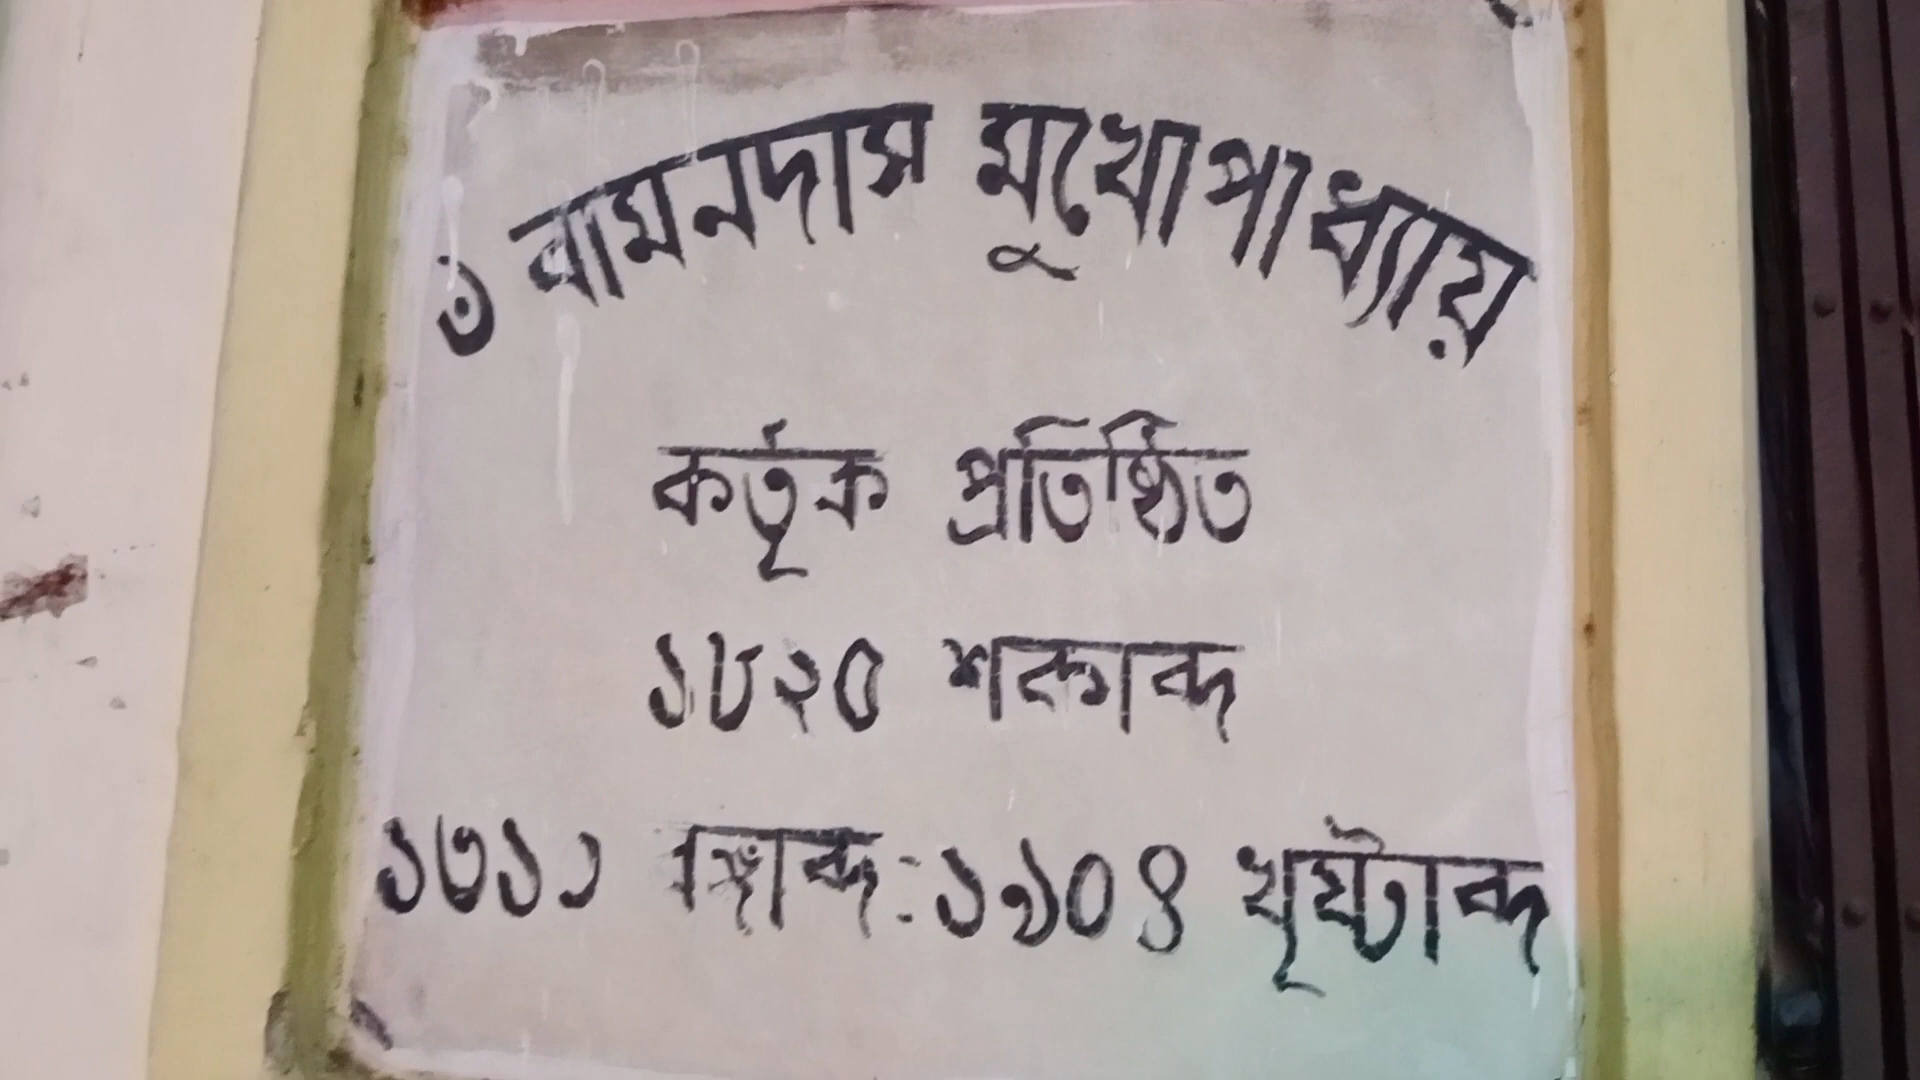 ৺ বামনদাস মুখোপাধ্যায়
কর্তৃক প্রতিষ্ঠিত
১৮২৫ শকাব্দ
১৩১১ বঙ্গাব্দ: ১৯০৪ খৃষ্টাব্দ